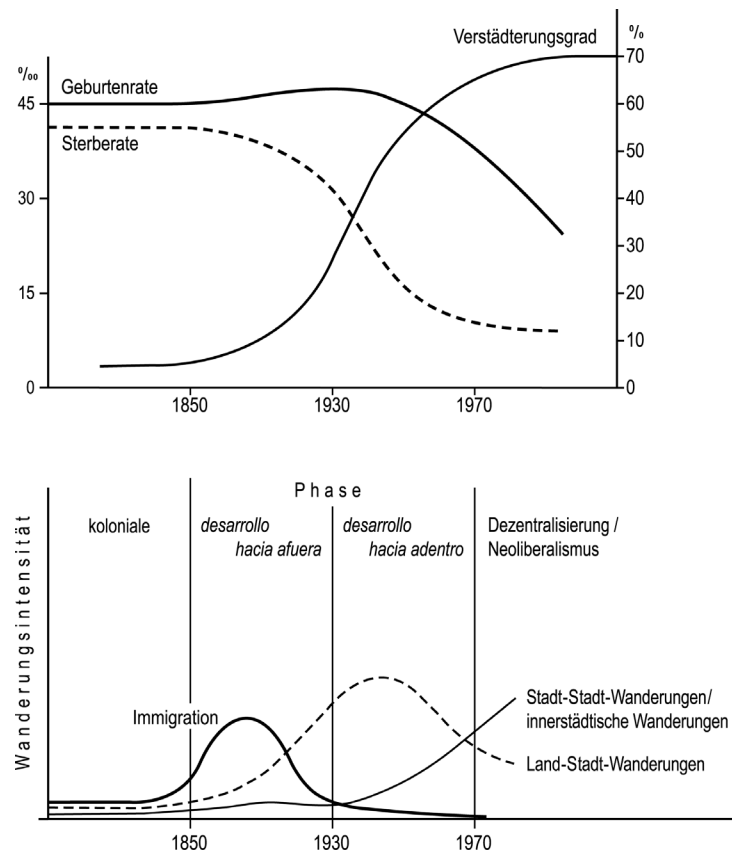 Verstädterungsgrad
%
‰
70
Geburtenrate
45
60
Sterberate
50
30
40
30
15
20
10
0
0
1850
1930
1970
Phase
koloniale
desarrollo
hacia afuera
desarrollo
hacia adentro
Dezentralisierung /
Neoliberalismus
Wanderungsintensität
Immigration
Stadt-Stadt-Wanderungen/
innerstädtische Wanderungen
Land-Stadt-Wanderungen
1850
1930
1970